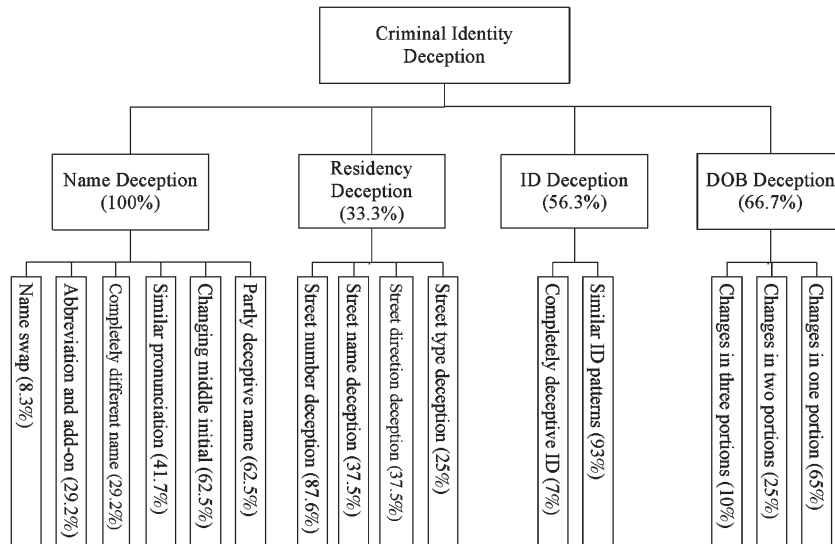 Criminal Identity
Deception
Name Deception
(100%)
Residency
Deception
(33.3%)
ID Deception
(56.3%)
DOB Deception
(66.7%)
Name swap (8.3%)
Abbreviation and add-on (29.2%)
Completely different name (29.2%)
Similar pronunciation (41.7%)
Changing middle initial (62.5%)
Partly deceptive name (62.5%)
Street number deception (87.6%)
Street name deception (37.5%)
Street direction deception (37.5%)
Street type deception (25%)
Completely deceptive ID (7%)
Similar ID patterns (93%)
Changes in three portions (10%)
Changes in two portions (25%)
Changes in one portion (65%)